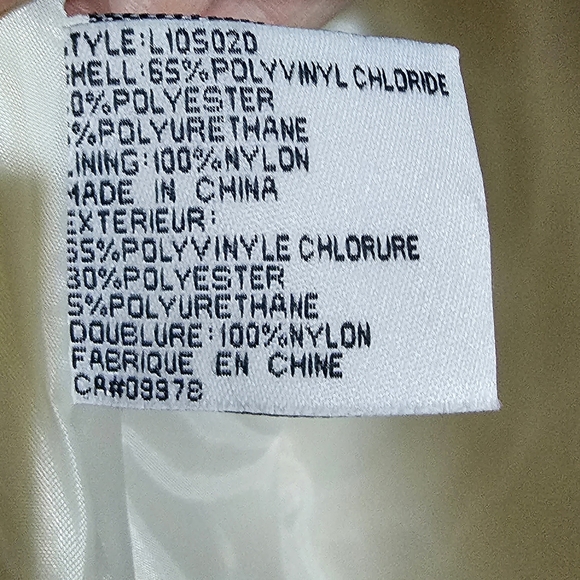 TYLE:L10S020
HELL:65%POLYVINYL CHLORIDE
0%POLYESTER
%POLYURETHANE
INING:100%NYLON
MADE IN CHINA
EXTERIEUR:
65%POLYVINYLE CHLORURE
30%POLYESTER
5%POLYURETHANE
DOUBLURE:100%NYLON
FABRIQUE EN CHINE
CA#09978